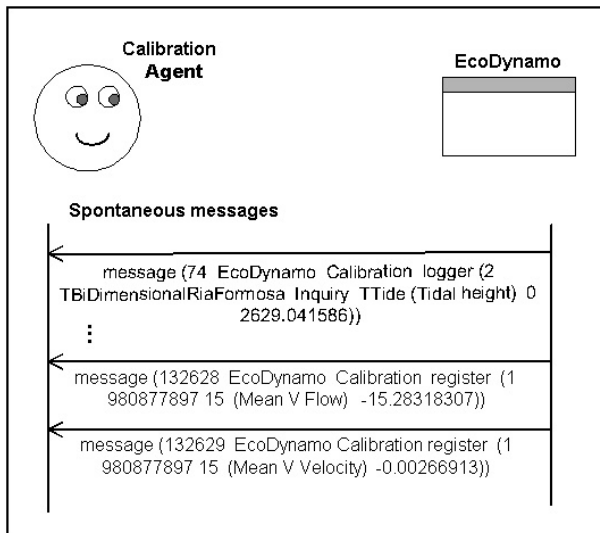 Calibration
Agent
EcoDynamo
Spontaneous messages
message (74 EcoDynamo Calibration logger (2
TBiDimensionalRiaFormosa Inquiry TTide (Tidal height) 0
2629.041586))
⋮
message (132628 EcoDynamo Calibration register (1
980877897 15 (Mean V Flow) -15.28318307))
message (132629 EcoDynamo Calibration register (1
980877897 15 (Mean V Velocity) -0.00266913))